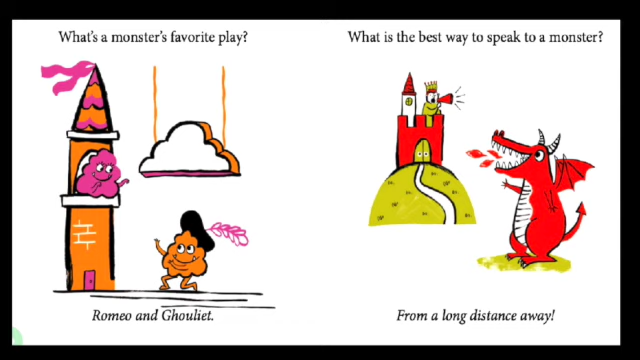 What's a monster's favorite play?
Romeo and Ghouliet.
What is the best way to speak to a monster?
From a long distance away!